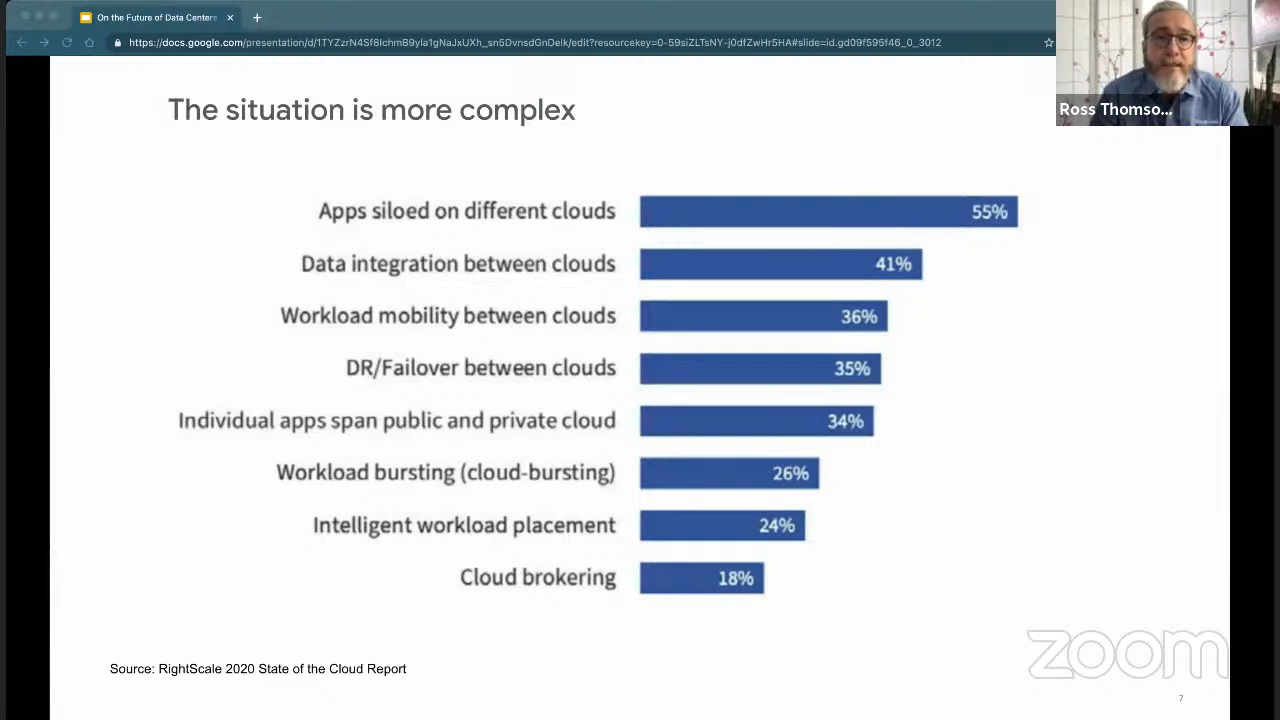 On the Future of Data Centers
https://docs.google.com/presentation/d/1TYZzrN4Sf8IchmB9yla1gNaJxUXh_sn5DvnsdGnDelk/edit?resourcekey=0-59siZLTsNY-j0dfZwHr5HA#slide=id.gd09f595f46_0_3012
Ross Thomso...
The situation is more complex
Apps siloed on different clouds 55%
Data integration between clouds 41%
Workload mobility between clouds 36%
DR/Failover between clouds 35%
Individual apps span public and private cloud 34%
Workload bursting (cloud-bursting) 26%
Intelligent workload placement 24%
Cloud brokering 18%
Source: RightScale 2020 State of the Cloud Report
zoom
7